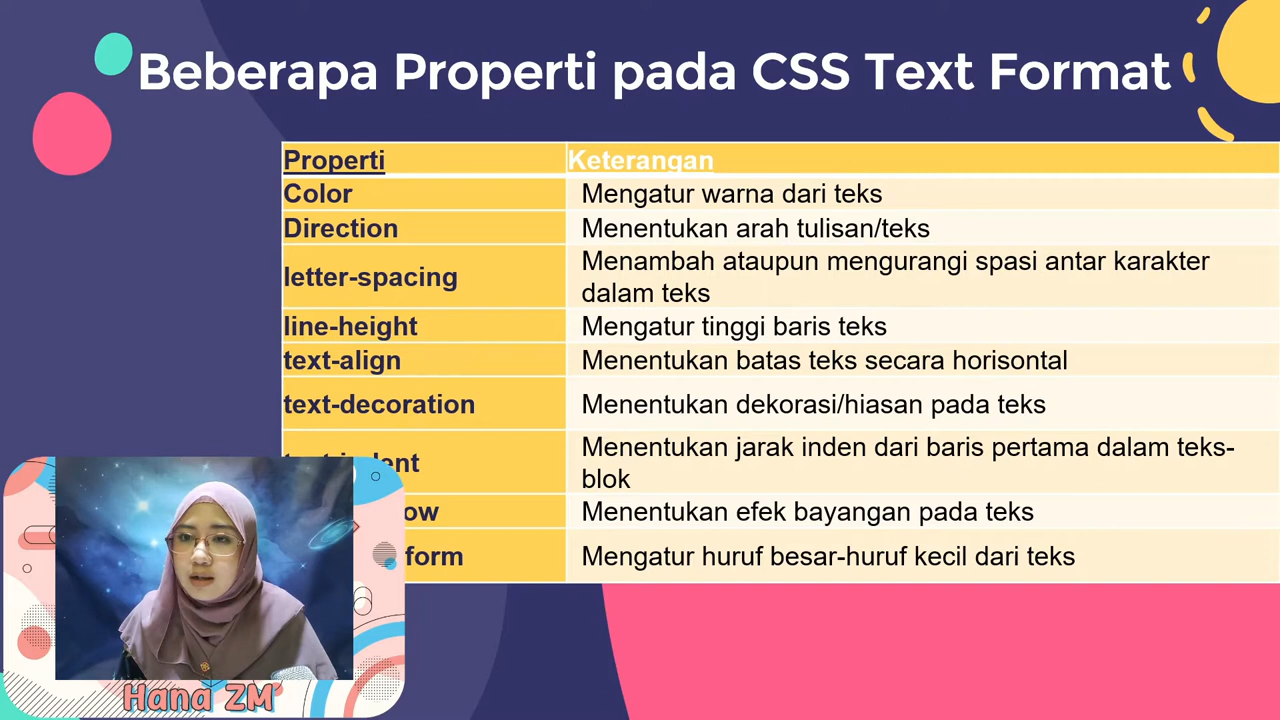 Beberapa Properti pada CSS Text Format
Properti Keterangan
Color Mengatur warna dari teks
Direction Menentukan arah tulisan/teks
letter-spacing Menambah ataupun mengurangi spasi antar karakter
dalam teks
line-height Mengatur tinggi baris teks
text-align Menentukan batas teks secara horisontal
text-decoration Menentukan dekorasi/hiasan pada teks
Menentukan jarak inden dari baris pertama dalam teks-
blok
ow Menentukan efek bayangan pada teks
form Mengatur huruf besar-huruf kecil dari teks
Hana ZM